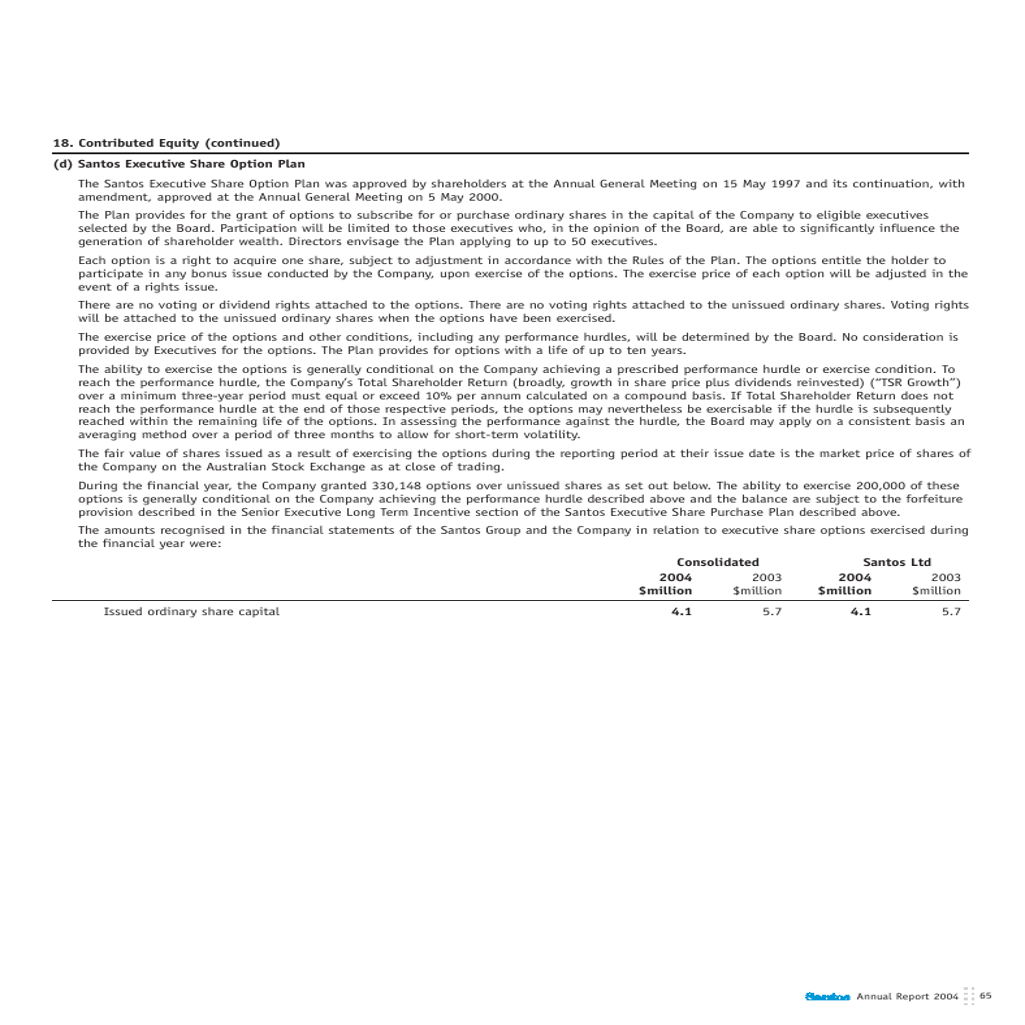 18. Contributed Equity (continued)
(d) Santos Executive Share Option Plan
The Santos Executive Share Option Plan was approved by shareholders at the Annual General Meeting on 15 May 1997 and its continuation, with
amendment, approved at the Annual General Meeting on 5 May 2000.
The Plan provides for the grant of options to subscribe for or purchase ordinary shares in the capital of the Company to eligible executives
selected by the Board. Participation will be limited to those executives who, in the opinion of the Board, are able to significantly influence the
generation of shareholder wealth. Directors envisage the Plan applying to up to 50 executives.
Each option is a right to acquire one share, subject to adjustment in accordance with the Rules of the Plan. The options entitle the holder to
participate in any bonus issue conducted by the Company, upon exercise of the options. The exercise price of each option will be adjusted in the
event of a rights issue.
There are no voting or dividend rights attached to the options. There are no voting rights attached to the unissued ordinary shares. Voting rights
will be attached to the unissued ordinary shares when the options have been exercised.
The exercise price of the options and other conditions, including any performance hurdles, will be determined by the Board. No consideration is
provided by Executives for the options. The Plan provides for options with a life of up to ten years.
The ability to exercise the options is generally conditional on the Company achieving a prescribed performance hurdle or exercise condition. To
reach the performance hurdle, the Company's Total Shareholder Return (broadly, growth in share price plus dividends reinvested) ("TSR Growth")
over a minimum three-year period must equal or exceed 10% per annum calculated on a compound basis. If Total Shareholder Return does not
reach the performance hurdle at the end of those respective periods, the options may nevertheless be exercisable if the hurdle is subsequently
reached within the remaining life of the options. In assessing the performance against the hurdle, the Board may apply on a consistent basis an
averaging method over a period of three months to allow for short-term volatility.
The fair value of shares issued as a result of exercising the options during the reporting period at their issue date is the market price of shares of
the Company on the Australian Stock Exchange as at close of trading.
During the financial year, the Company granted 330,148 options over unissued shares as set out below. The ability to exercise 200,000 of these
options is generally conditional on the Company achieving the performance hurdle described above and the balance are subject to the forfeiture
provision described in the Senior Executive Long Term Incentive section of the Santos Executive Share Purchase Plan described above.
The amounts recognised in the financial statements of the Santos Group and the Company in relation to executive share options exercised during
the financial year were:
Consolidated Santos Ltd
2004 2003 2004 2003
$million $million $million $million
Issued ordinary share capital 4.1 5.7 4.1 5.7
Santos Annual Report 2004 65